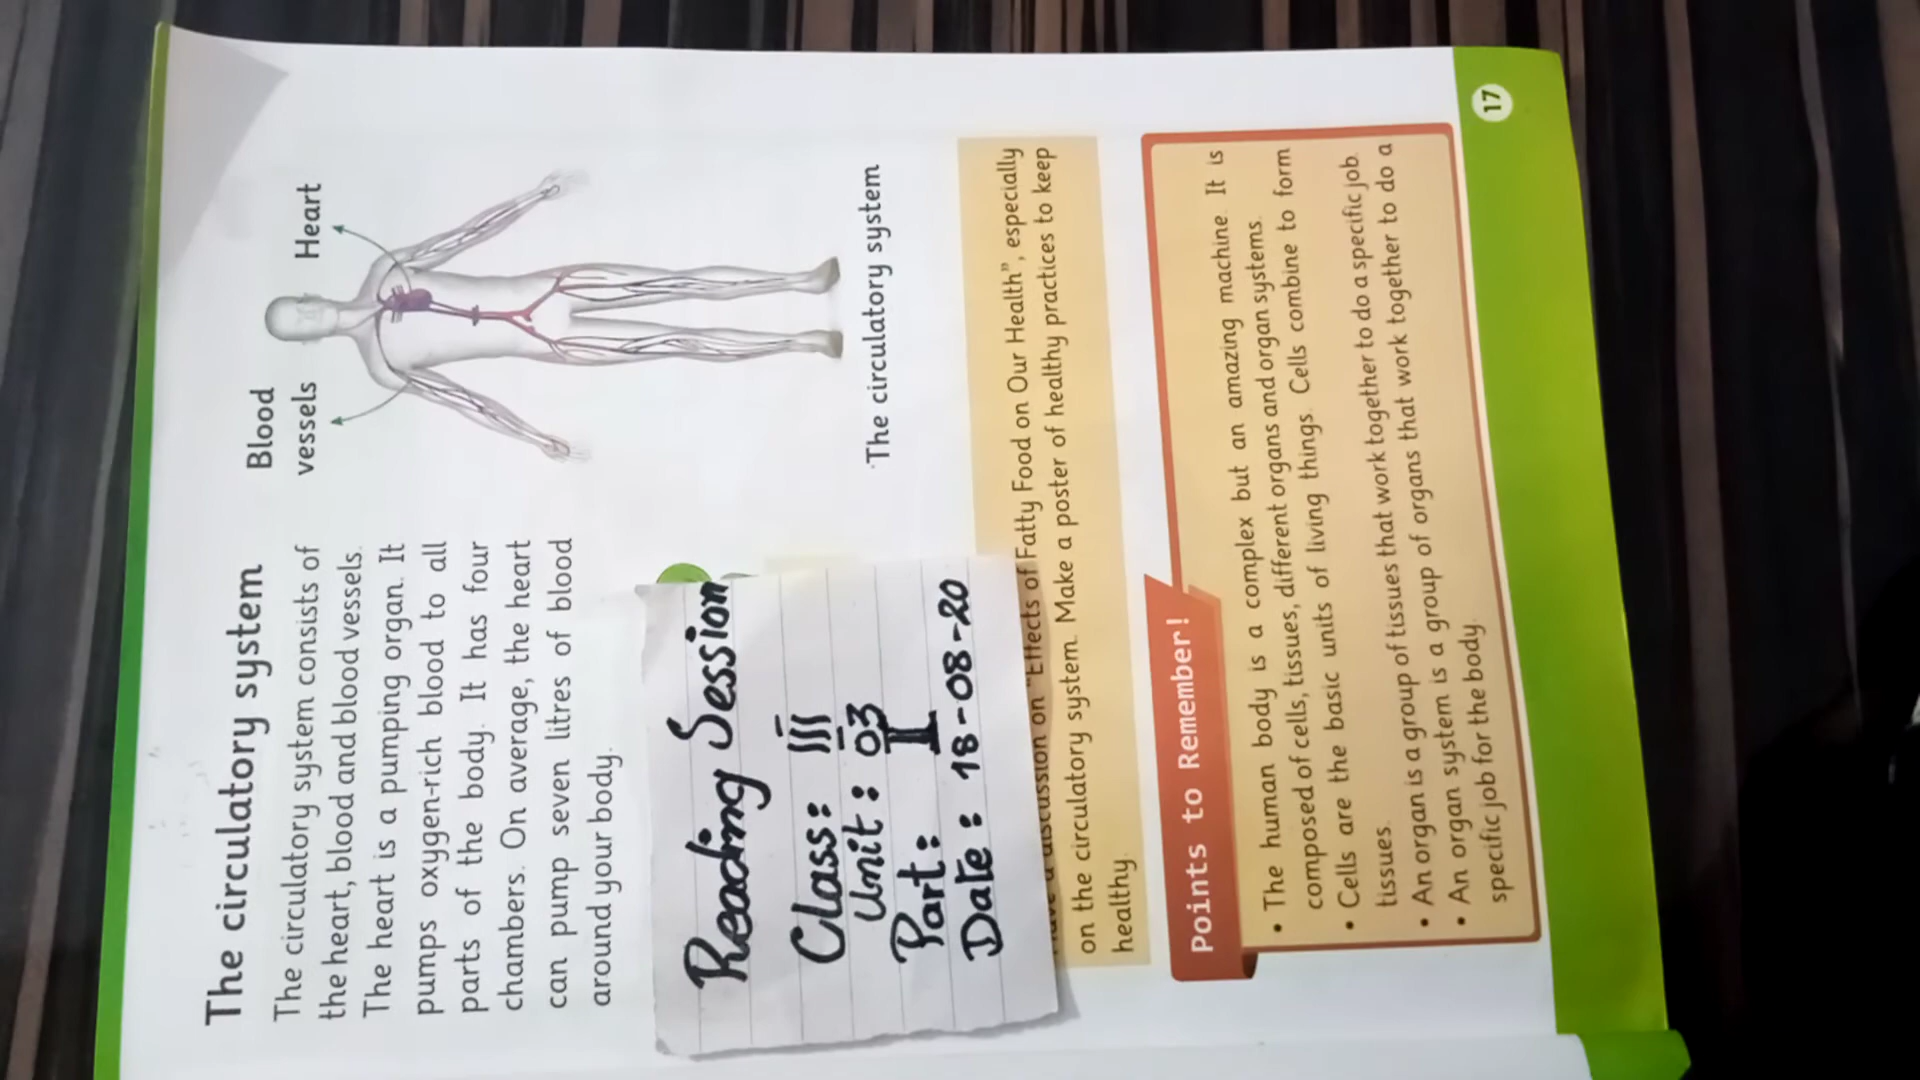 The circulatory system
The circulatory system consists of
the heart, blood and blood vessels.
The heart is a pumping organ. It
pumps oxygen-rich blood to all
parts of the body. It has four
chambers. On average, the heart
can pump seven litres of blood
around your body.
Blood
vessels
Heart
The circulatory system
Reading Session
Class: III
Unit: 03
Part: I
Date: 18-08-20
discussion on "Effects of Fatty Food on Our Health", especially
on the circulatory system. Make a poster of healthy practices to keep
healthy.
Points to Remember!
• The human body is a complex but an amazing machine. It is
composed of cells, tissues, different organs and organ systems.
• Cells are the basic units of living things. Cells combine to form
tissues.
• An organ is a group of tissues that work together to do a specific job.
• An organ system is a group of organs that work together to do a
specific job for the body.
17